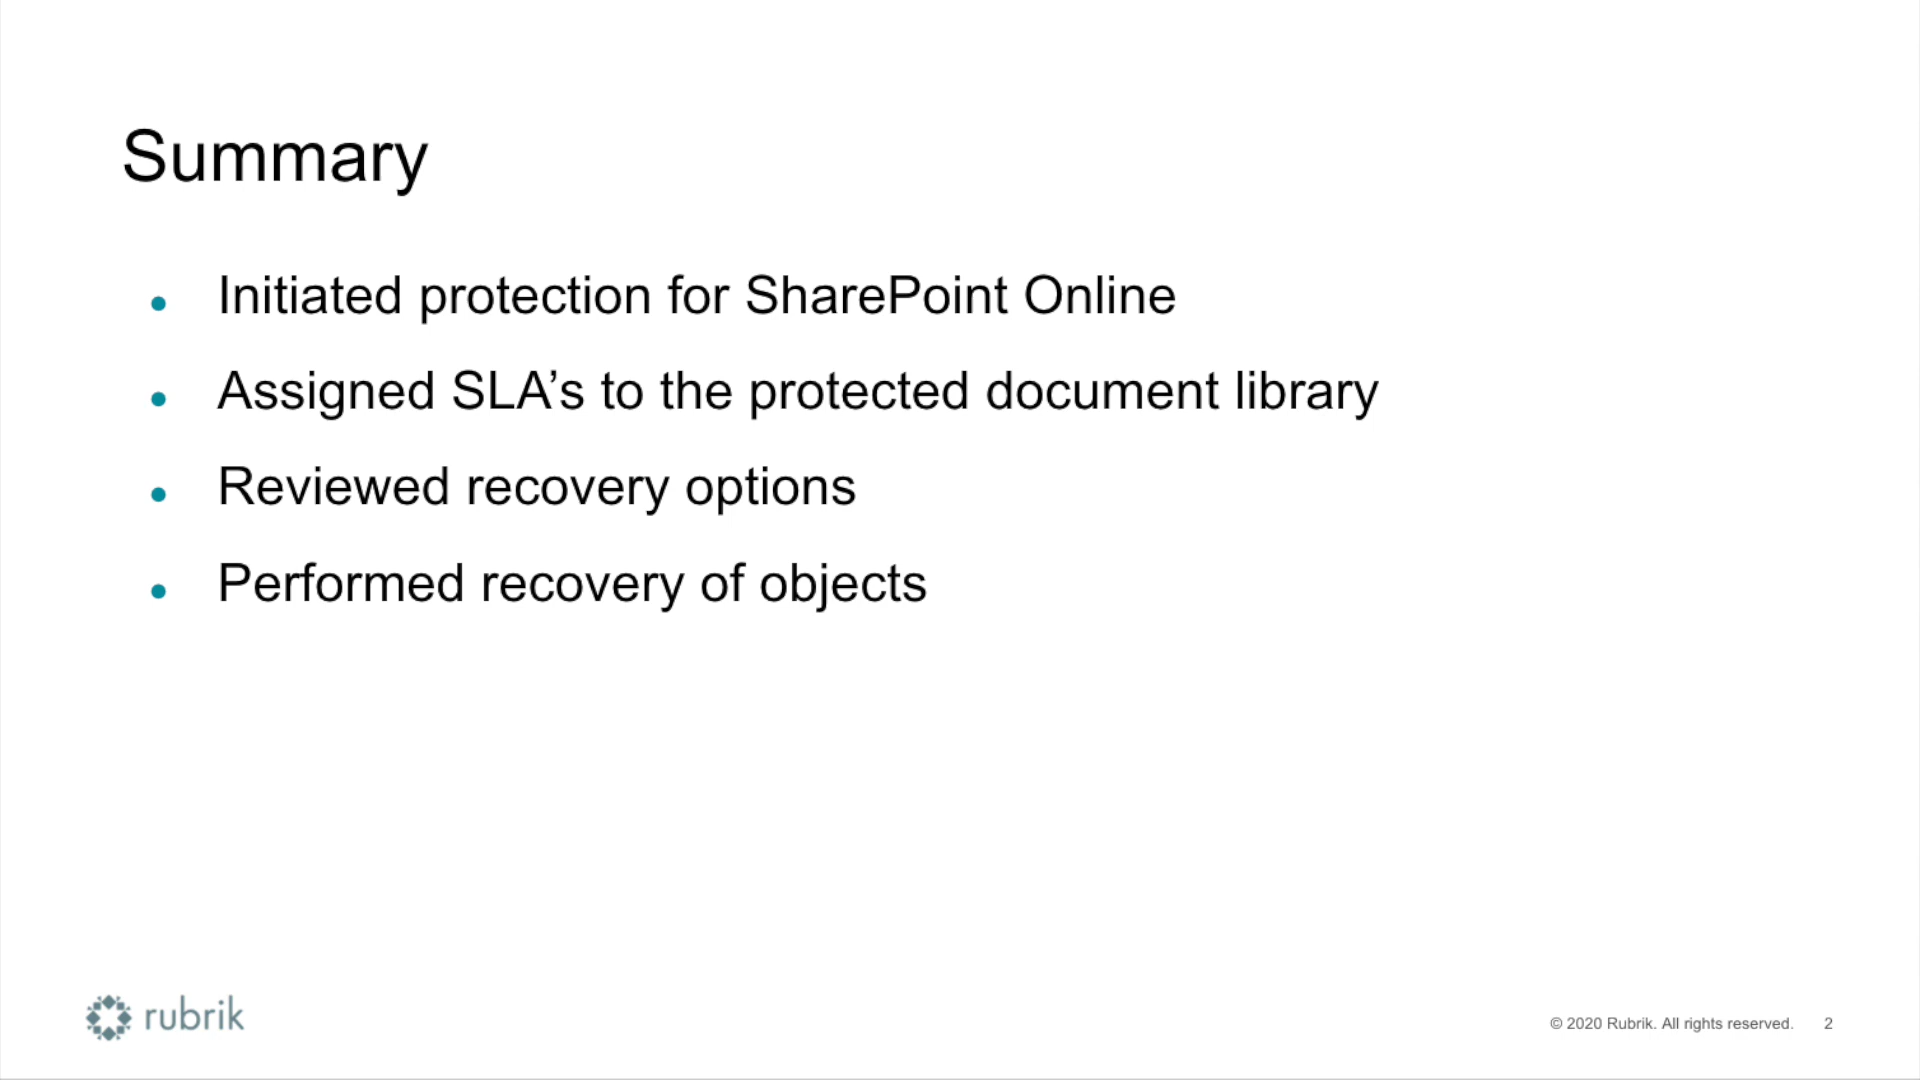 Summary
Initiated protection for SharePoint Online
Assigned SLA’s to the protected document library
Reviewed recovery options
Performed recovery of objects
rubrik
© 2020 Rubrik. All rights reserved. 2